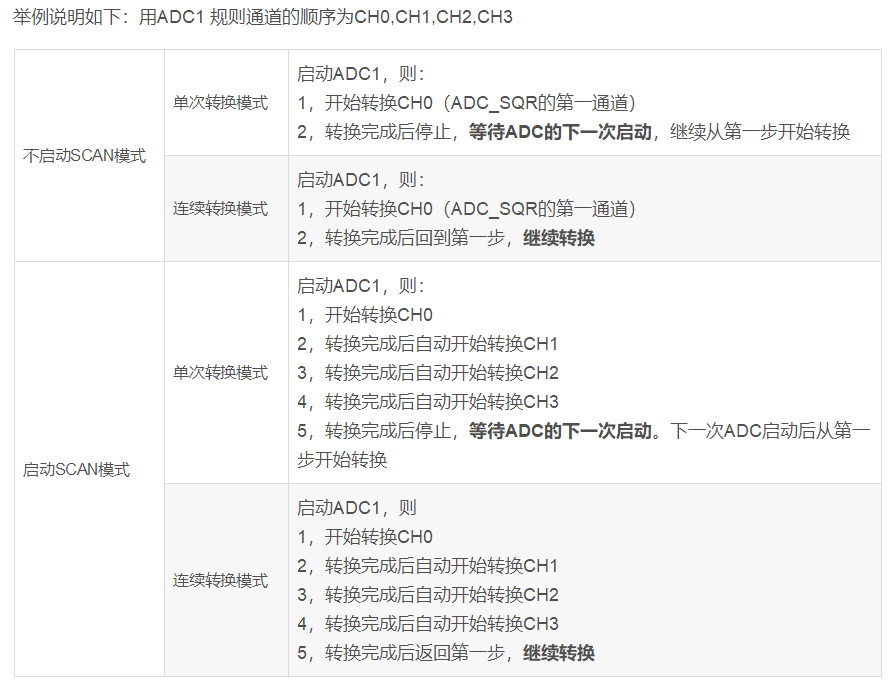 举例说明如下：用ADC1 规则通道的顺序为CH0,CH1,CH2,CH3
不启动SCAN模式
单次转换模式
启动ADC1，则：
1，开始转换CH0（ADC_SQR的第一通道）
2，转换完成后停止，等待ADC的下一次启动，继续从第一步开始转换
连续转换模式
启动ADC1，则：
1，开始转换CH0（ADC_SQR的第一通道）
2，转换完成后回到第一步，继续转换
启动SCAN模式
单次转换模式
启动ADC1，则：
1，开始转换CH0
2，转换完成后自动开始转换CH1
3，转换完成后自动开始转换CH2
4，转换完成后自动开始转换CH3
5，转换完成后停止，等待ADC的下一次启动。下一次ADC启动后从第一
步开始转换
连续转换模式
启动ADC1，则
1，开始转换CH0
2，转换完成后自动开始转换CH1
3，转换完成后自动开始转换CH2
4，转换完成后自动开始转换CH3
5，转换完成后返回第一步，继续转换